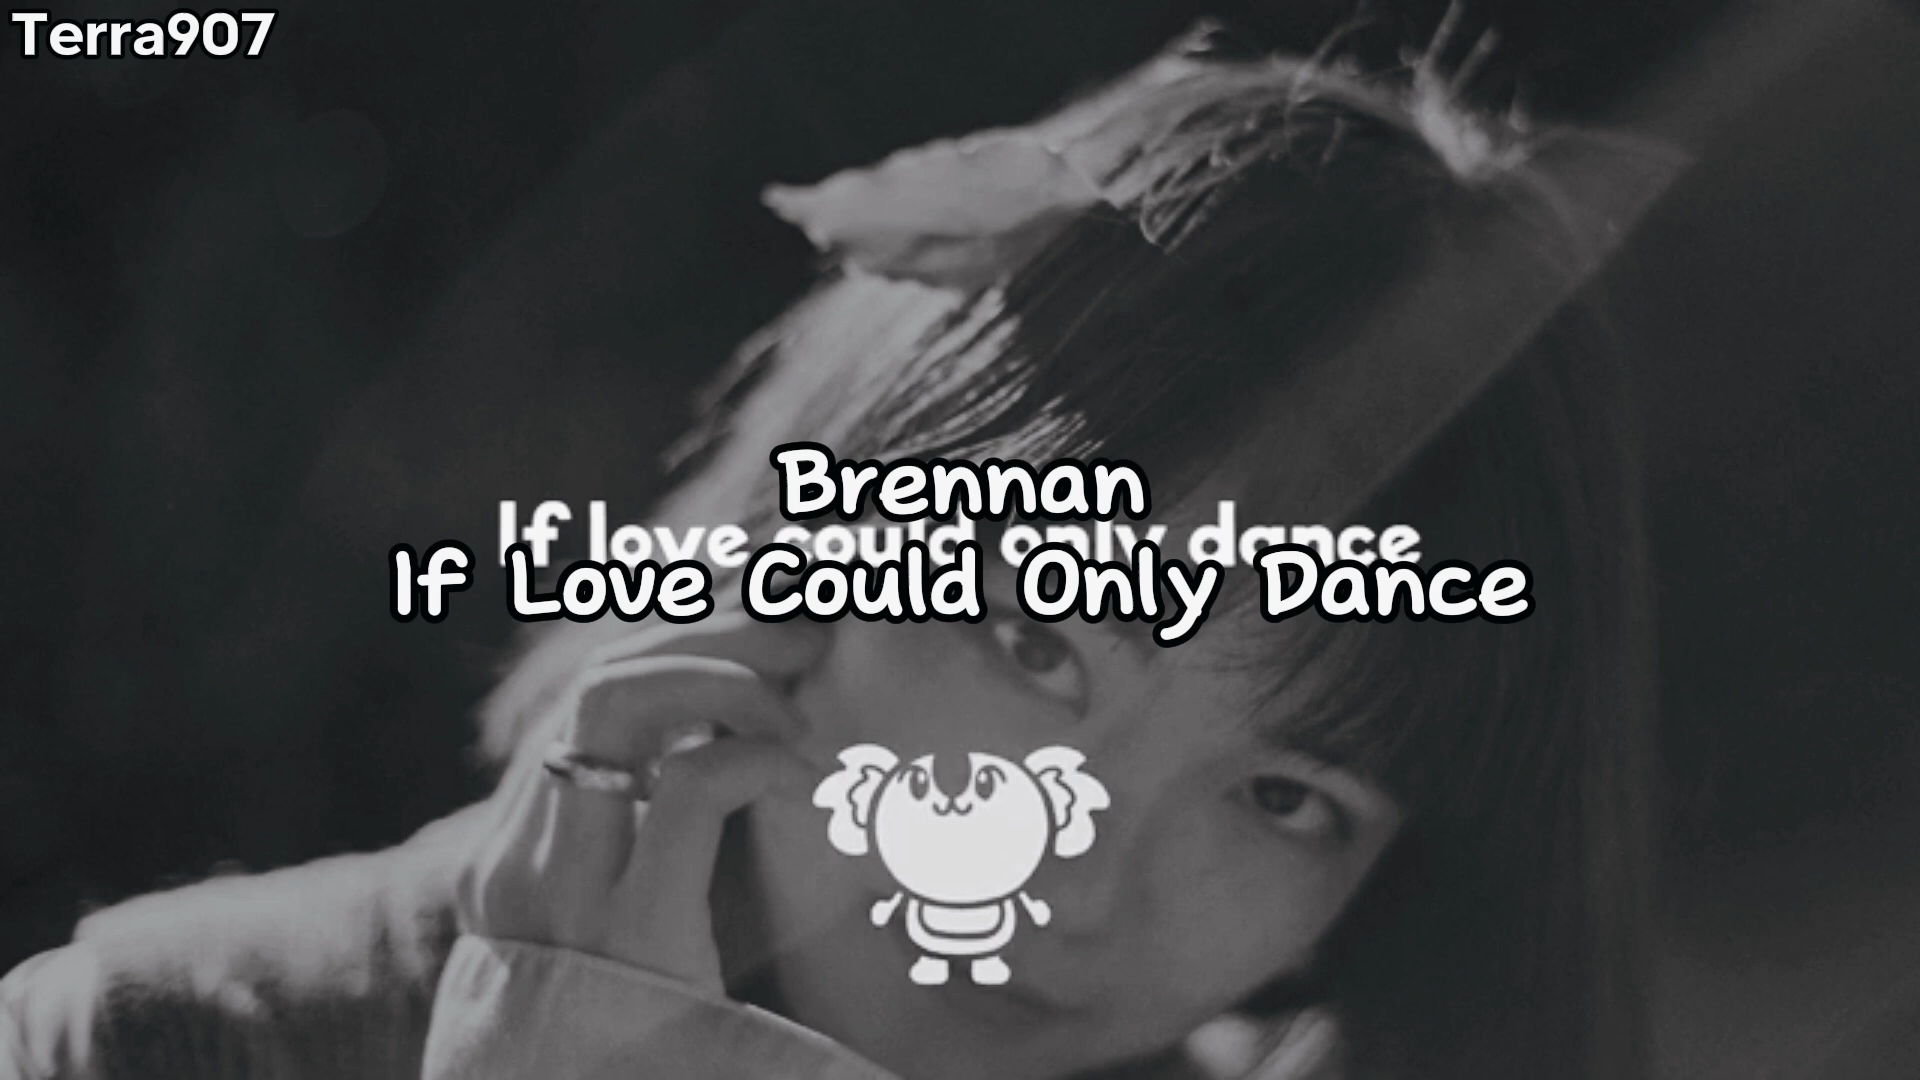 Terra907
Brennan
If love could only dance
If Love Could Only Dance